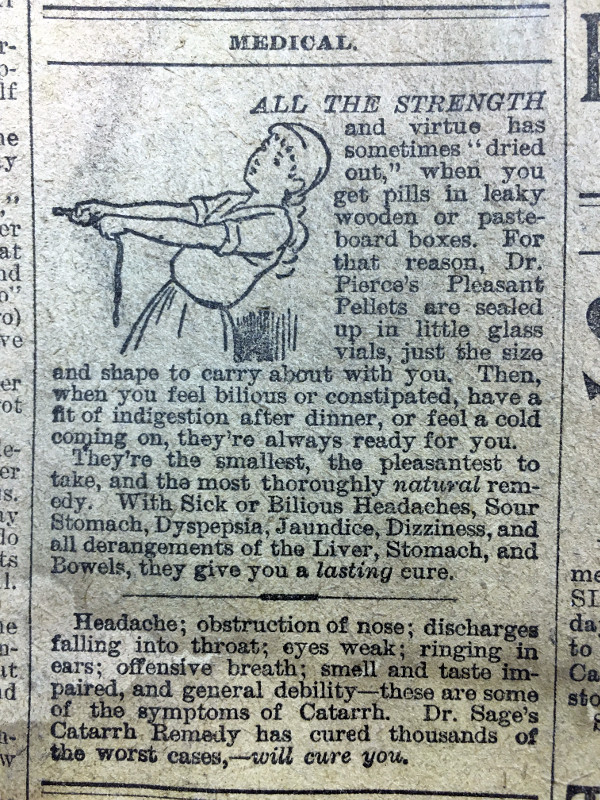 MEDICAL.
ALL THE STRENGTH
and virtue has
sometimes "dried
out," when you
get pills in leaky
wooden or paste-
board boxes. For
that reason, Dr.
Pierce's Pleasant
Pellets are sealed
up in little glass
vials, just the size
and shape to carry about with you. Then,
when you feel bilious or constipated, have a
fit of indigestion after dinner, or feel a cold
coming on, they're always ready for you.
They're the smallest, the pleasantest to
take, and the most thoroughly natural rem-
edy. With Sick or Bilious Headaches, Sour
Stomach, Dyspepsia, Jaundice, Dizziness, and
all derangements of the Liver, Stomach, and
Bowels, they give you a lasting cure.
Headache; obstruction of nose; discharges
falling into throat; eyes weak; ringing in
ears; offensive breath; smell and taste im-
paired, and general debility—these are some
of the symptoms of Catarrh. Dr. Sage's
Catarrh Remedy has cured thousands of
the worst cases,—will cure you.